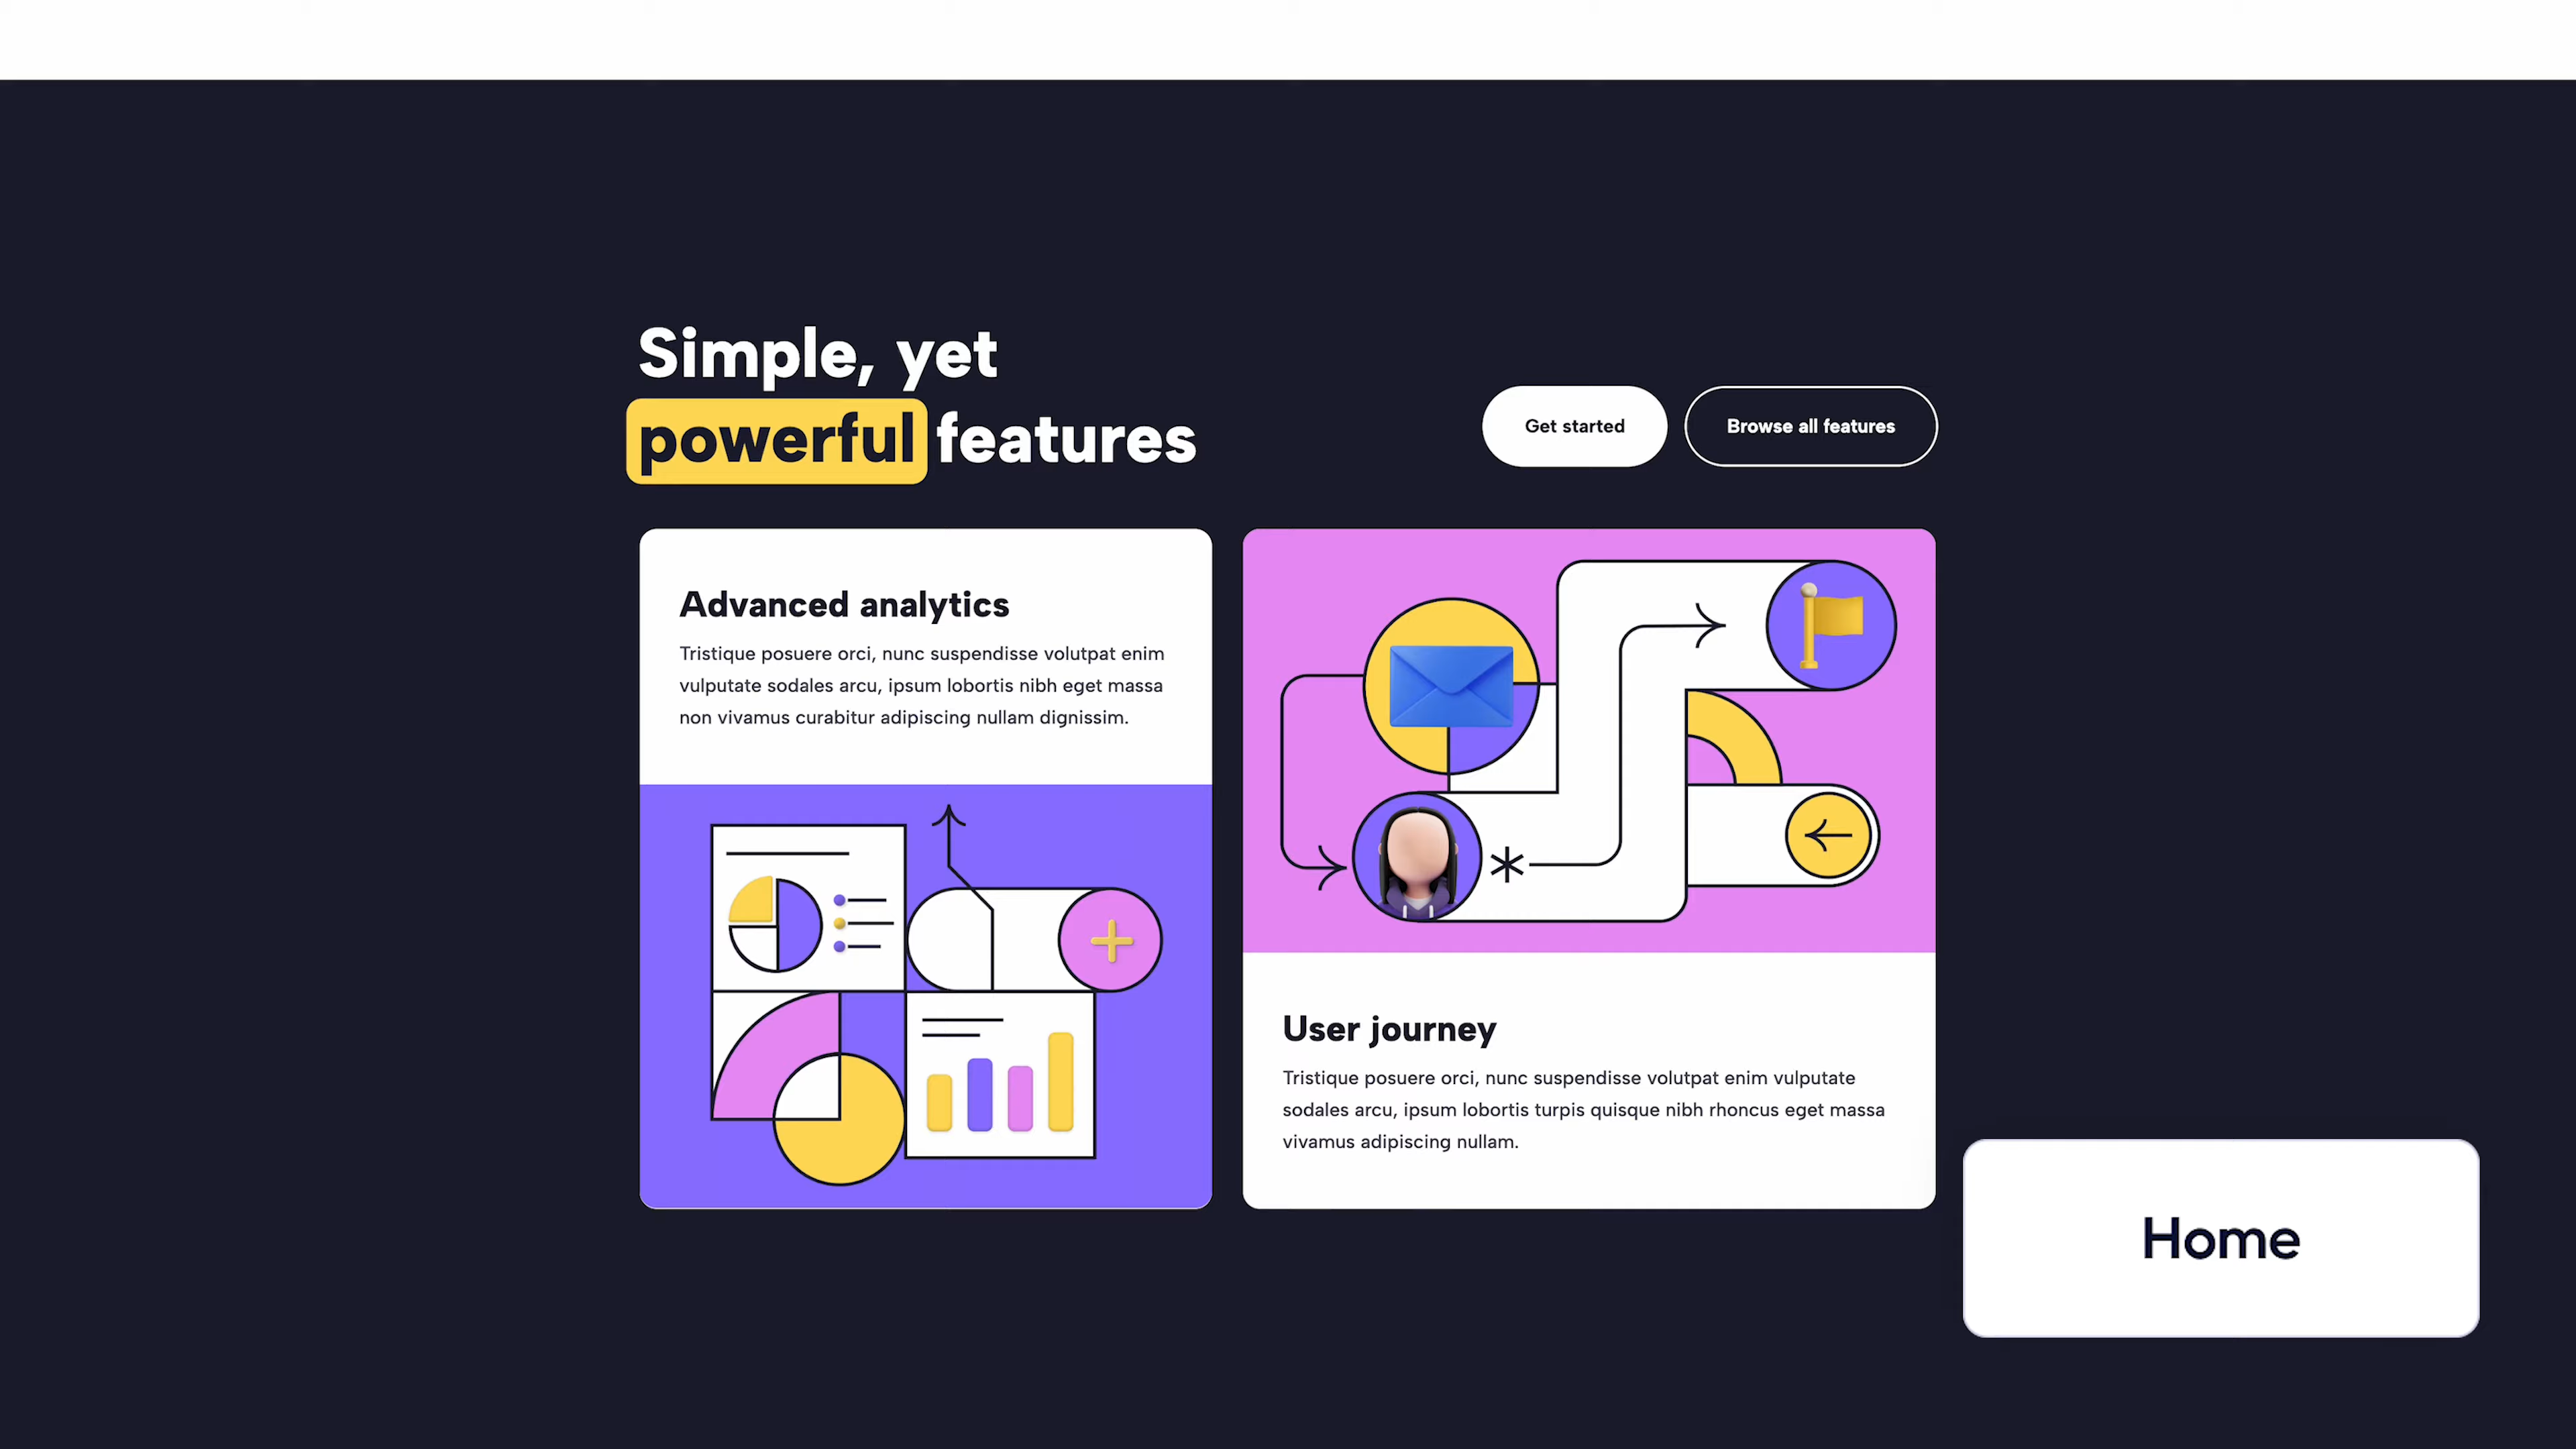 Simple, yet
powerful features
Get started
Browse all features
Advanced analytics
Tristique posuere orci, nunc suspendisse volutpat enim
vulputate sodales arcu, ipsum lobortis nibh eget massa
non vivamus curabitur adipiscing nullam dignissim.
User journey
Tristique posuere orci, nunc suspendisse volutpat enim vulputate
sodales arcu, ipsum lobortis turpis quisque nibh rhoncus eget massa
vivamus adipiscing nullam.
Home